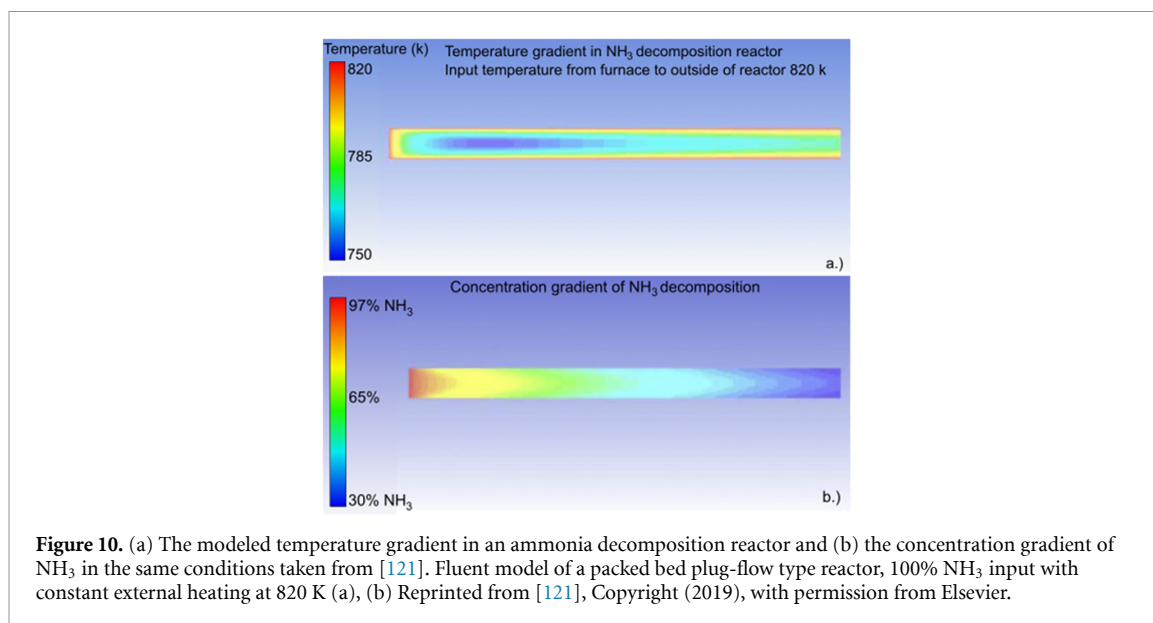 Temperature (k)
Temperature gradient in NH₃ decomposition reactor
Input temperature from furnace to outside of reactor 820 k
820
785
750
a.)
Concentration gradient of NH₃ decomposition
97% NH₃
65%
30% NH₃
b.)
Figure 10. (a) The modeled temperature gradient in an ammonia decomposition reactor and (b) the concentration gradient of
NH₃ in the same conditions taken from [121]. Fluent model of a packed bed plug-flow type reactor, 100% NH₃ input with
constant external heating at 820 K (a), (b) Reprinted from [121], Copyright (2019), with permission from Elsevier.